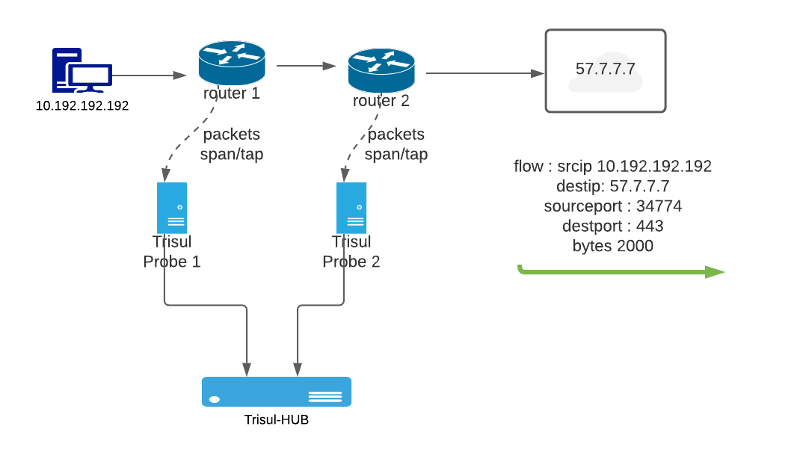 57.7.7.7
10.192.192.192
router 1
router 2
packets
span/tap
packets
span/tap
flow : srcip 10.192.192.192
destip: 57.7.7.7
sourceport : 34774
destport : 443
bytes 2000
Trisul
Probe 1
Trisul
Probe 2
Trisul-HUB